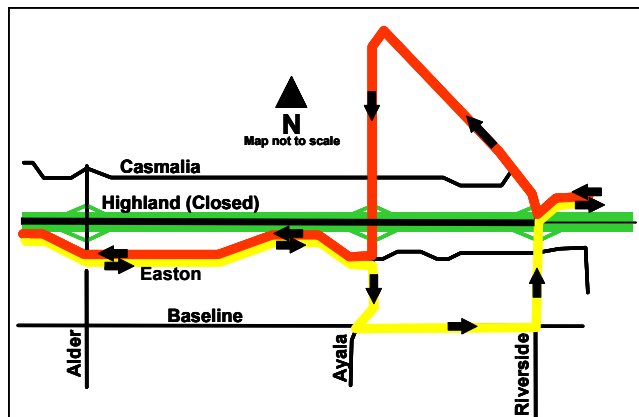 N
Map not to scale
Casmalia
Highland (Closed)
Easton
Baseline
Alder
Ayala
Riverside